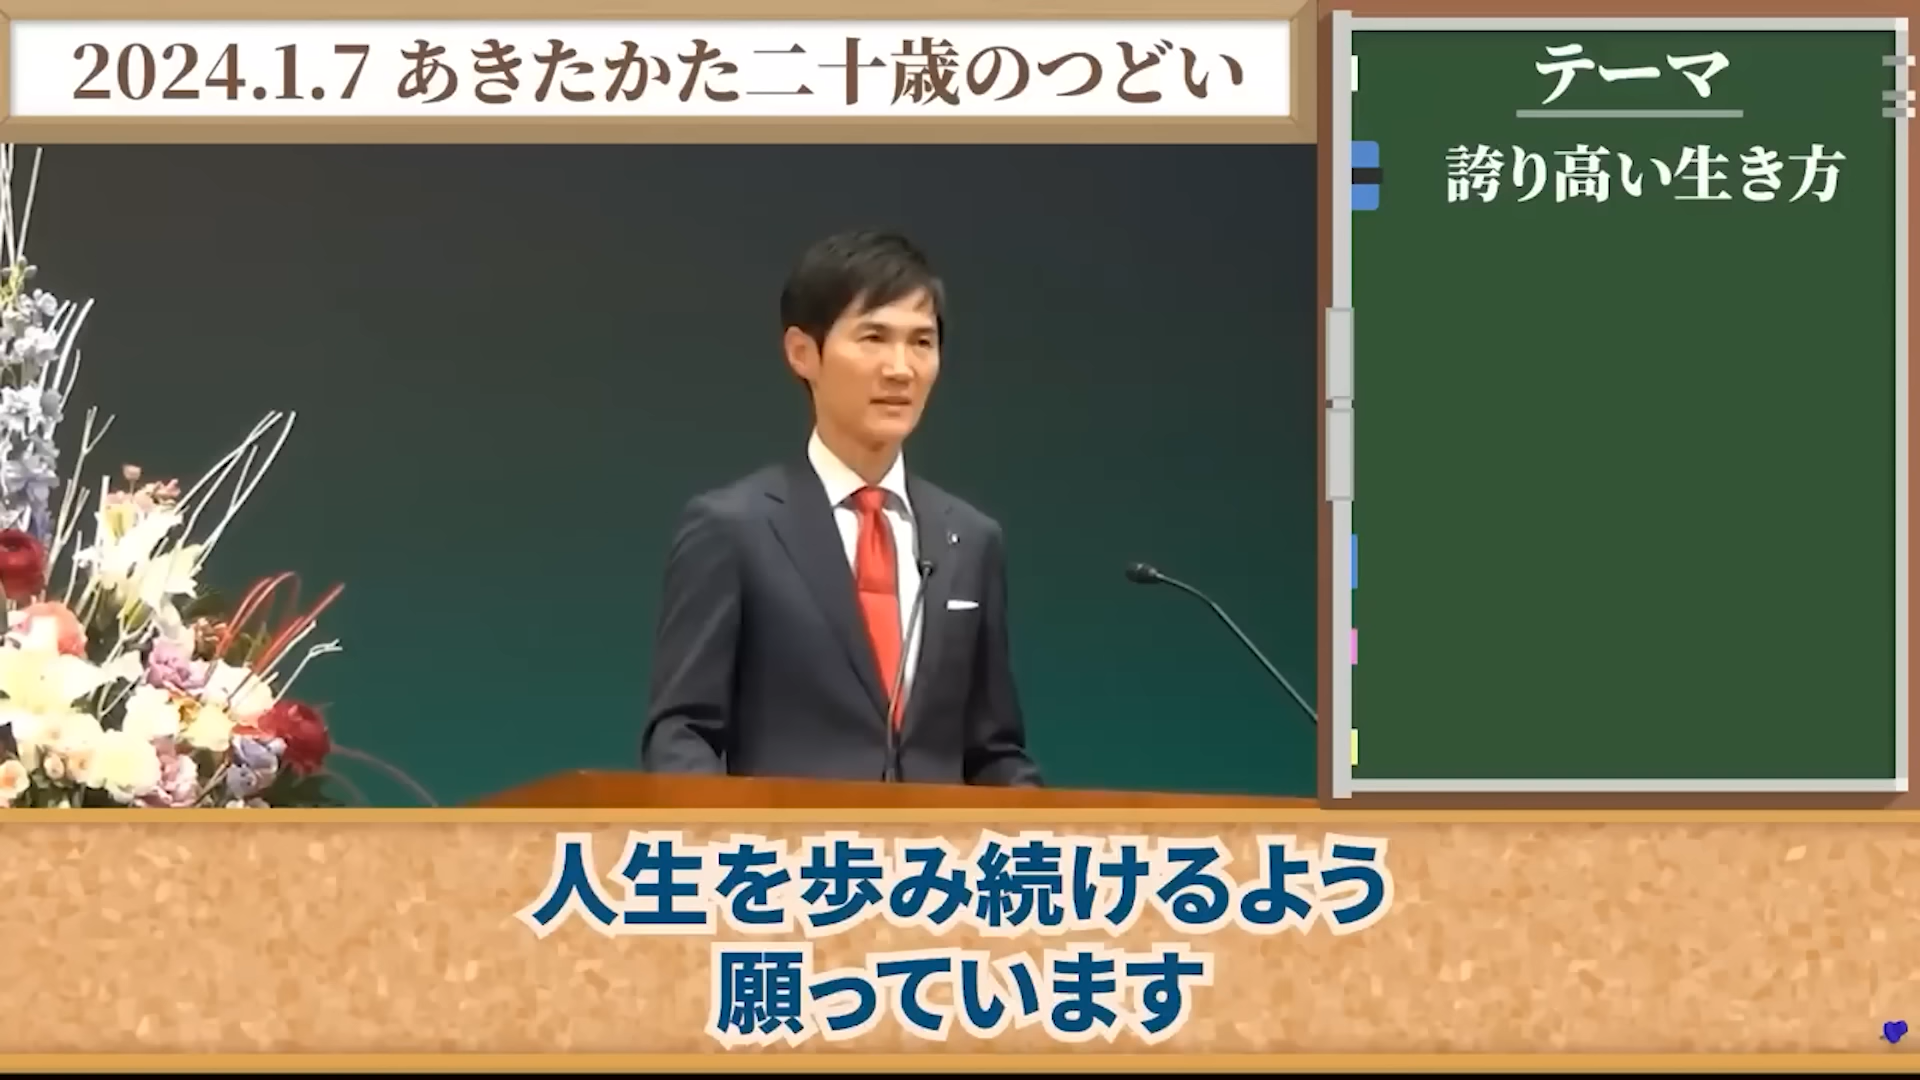 2024.1.7 あきたかた二十歳のつどい
テーマ
誇り高い生き方
人生を歩み続けるよう
願っています